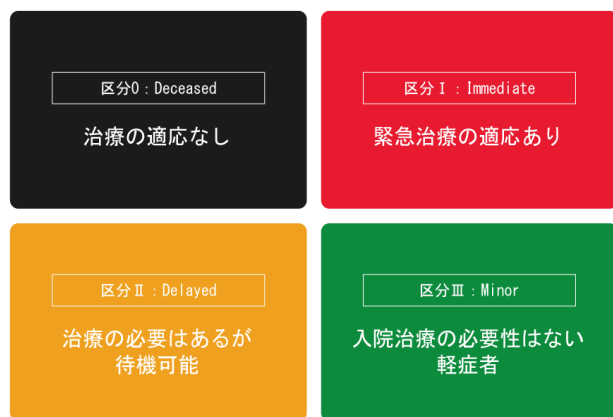 区分0：Deceased
治療の適応なし
区分Ⅰ：Immediate
緊急治療の適応あり
区分Ⅱ：Delayed
治療の必要はあるが
待機可能
区分Ⅲ：Minor
入院治療の必要性はない
軽症者